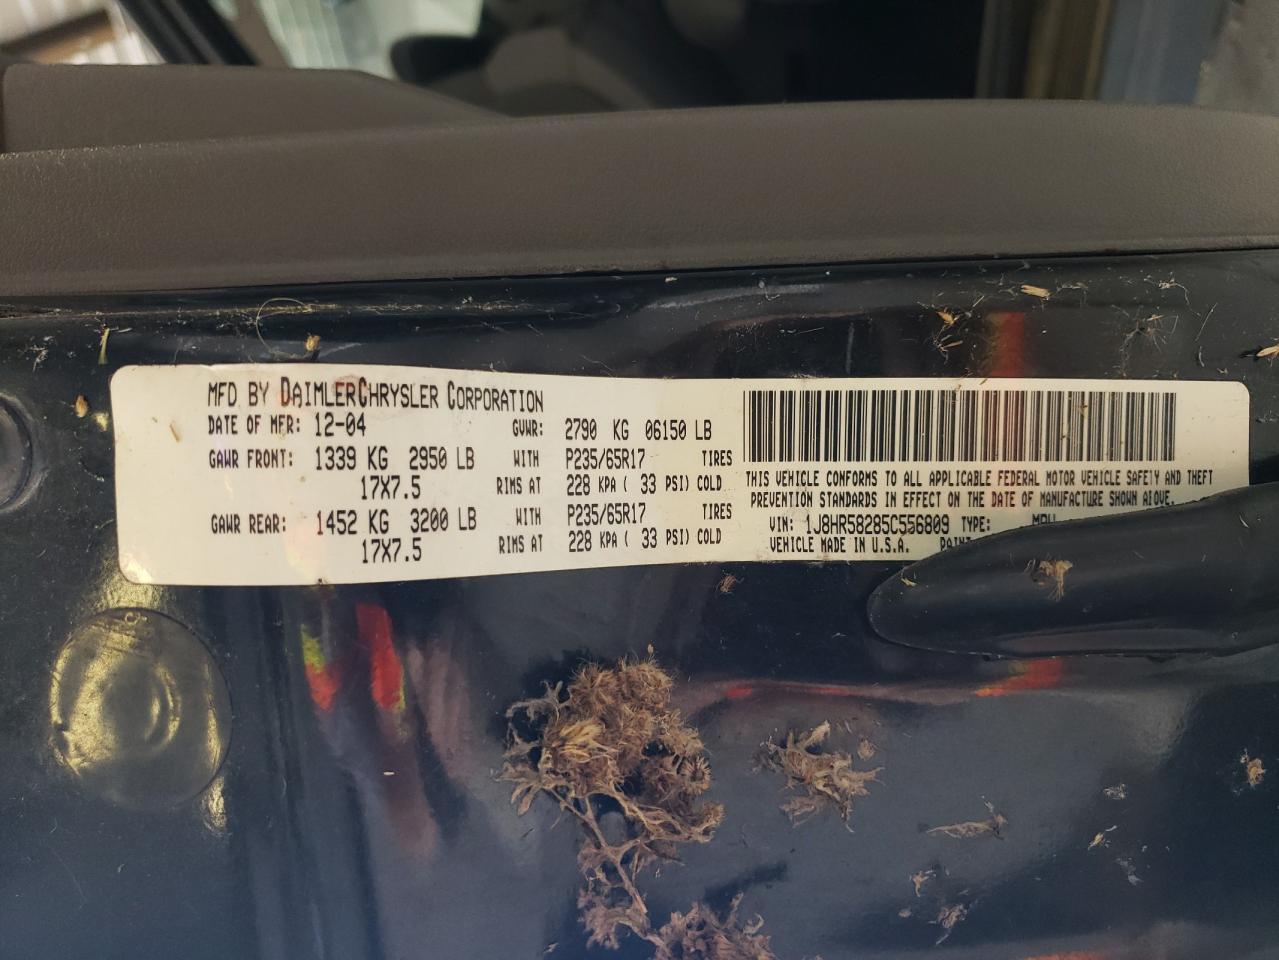 MFD BY DAIMLERCHRYSLER CORPORATION
DATE OF MFR: 12-04 GVWR: 2790 KG 06150 LB
GAWR FRONT: 1339 KG 2950 LB WITH P235/65R17 TIRES
17X7.5 RIMS AT 228 KPA ( 33 PSI) COLD
GAWR REAR: 1452 KG 3200 LB WITH P235/65R17 TIRES
17X7.5 RIMS AT 228 KPA ( 33 PSI) COLD
THIS VEHICLE CONFORMS TO ALL APPLICABLE FEDERAL MOTOR VEHICLE SAFETY AND THEFT
PREVENTION STANDARDS IN EFFECT ON THE DATE OF MANUFACTURE SHOWN ABOVE.
VIN: 1J8HR58285C556809 TYPE:
VEHICLE MADE IN U.S.A.